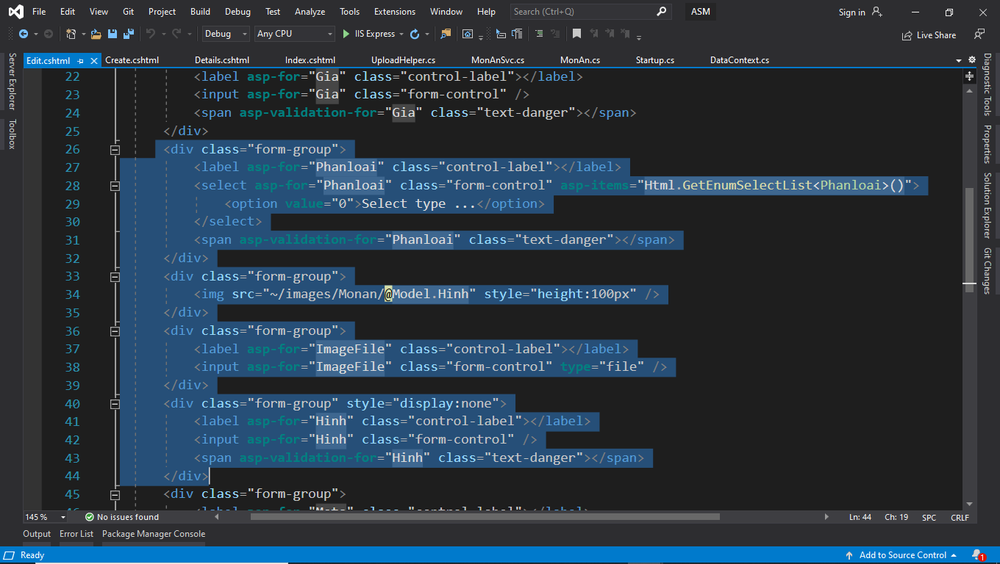 File Edit View Git Project Build Debug Test Analyze Tools Extensions Window Help Search (Ctrl+Q) ASM Sign in
Debug Any CPU IIS Express Live Share
Edit.cshtml Create.cshtml Details.cshtml Index.cshtml UploadHelper.cs MonAnSvc.cs MonAn.cs Startup.cs DataContext.cs
Server Explorer
Toolbox
22 <label asp-for="Gia" class="control-label"></label>
23 <input asp-for="Gia" class="form-control" />
24 <span asp-validation-for="Gia" class="text-danger"></span>
25 </div>
26 <div class="form-group">
27 <label asp-for="Phanloai" class="control-label"></label>
28 <select asp-for="Phanloai" class="form-control" asp-items="Html.GetEnumSelectList<Phanloai>()">
29 <option value="0">Select type ...</option>
30 </select>
31 <span asp-validation-for="Phanloai" class="text-danger"></span>
32 </div>
33 <div class="form-group">
34 <img src="~/images/Monan/@Model.Hinh" style="height:100px" />
35 </div>
36 <div class="form-group">
37 <label asp-for="ImageFile" class="control-label"></label>
38 <input asp-for="ImageFile" class="form-control" type="file" />
39 </div>
40 <div class="form-group" style="display:none">
41 <label asp-for="Hinh" class="control-label"></label>
42 <input asp-for="Hinh" class="form-control" />
43 <span asp-validation-for="Hinh" class="text-danger"></span>
44 </div>
45 <div class="form-group">
Diagnostic Tools
Properties
Solution Explorer
Git Changes
145 % No issues found Ln: 44 Ch: 19 SPC CRLF
Output Error List Package Manager Console
Ready Add to Source Control 1